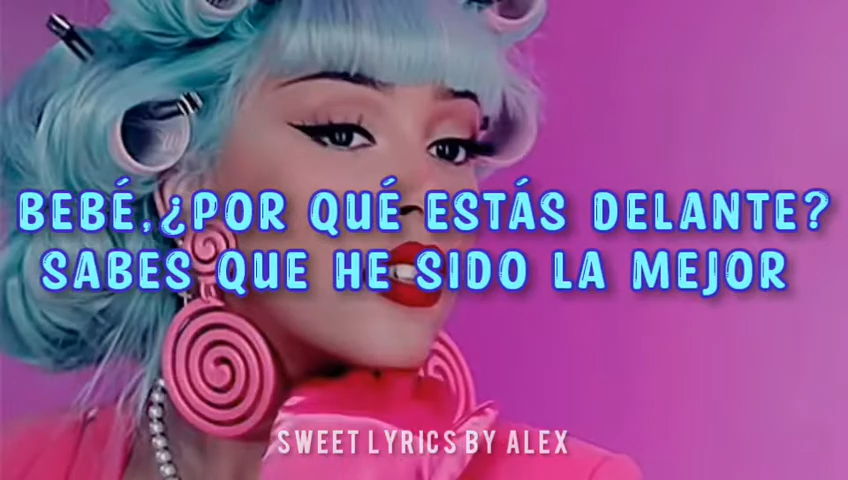 BEBÉ,¿POR QUÉ ESTÁS DELANTE?
SABES QUE HE SIDO LA MEJOR
SWEET LYRICS BY ALEX